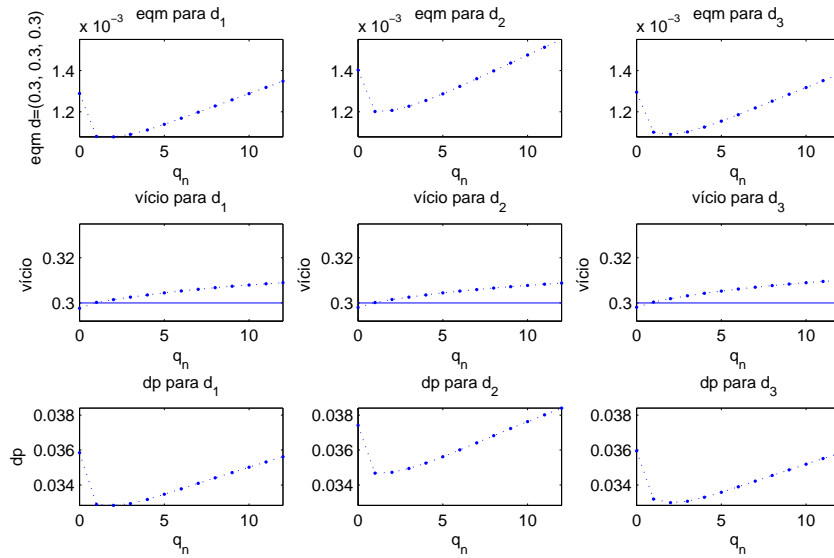 x 10⁻³
eqm para d₁
x 10⁻³
eqm para d₂
x 10⁻³
eqm para d₃
eqm d=(0.3, 0.3, 0.3)
1.4
1.2
0
5
10
qₙ
1.4
1.2
0
5
10
qₙ
1.4
1.2
0
5
10
qₙ
vício para d₁
vício para d₂
vício para d₃
vício
0.32
0.3
0
5
10
qₙ
vício
0.32
0.3
0
5
10
qₙ
vício
0.32
0.3
0
5
10
qₙ
dp para d₁
dp para d₂
dp para d₃
dp
0.038
0.036
0.034
0
5
10
qₙ
0.038
0.036
0.034
0
5
10
qₙ
0.038
0.036
0.034
0
5
10
qₙ